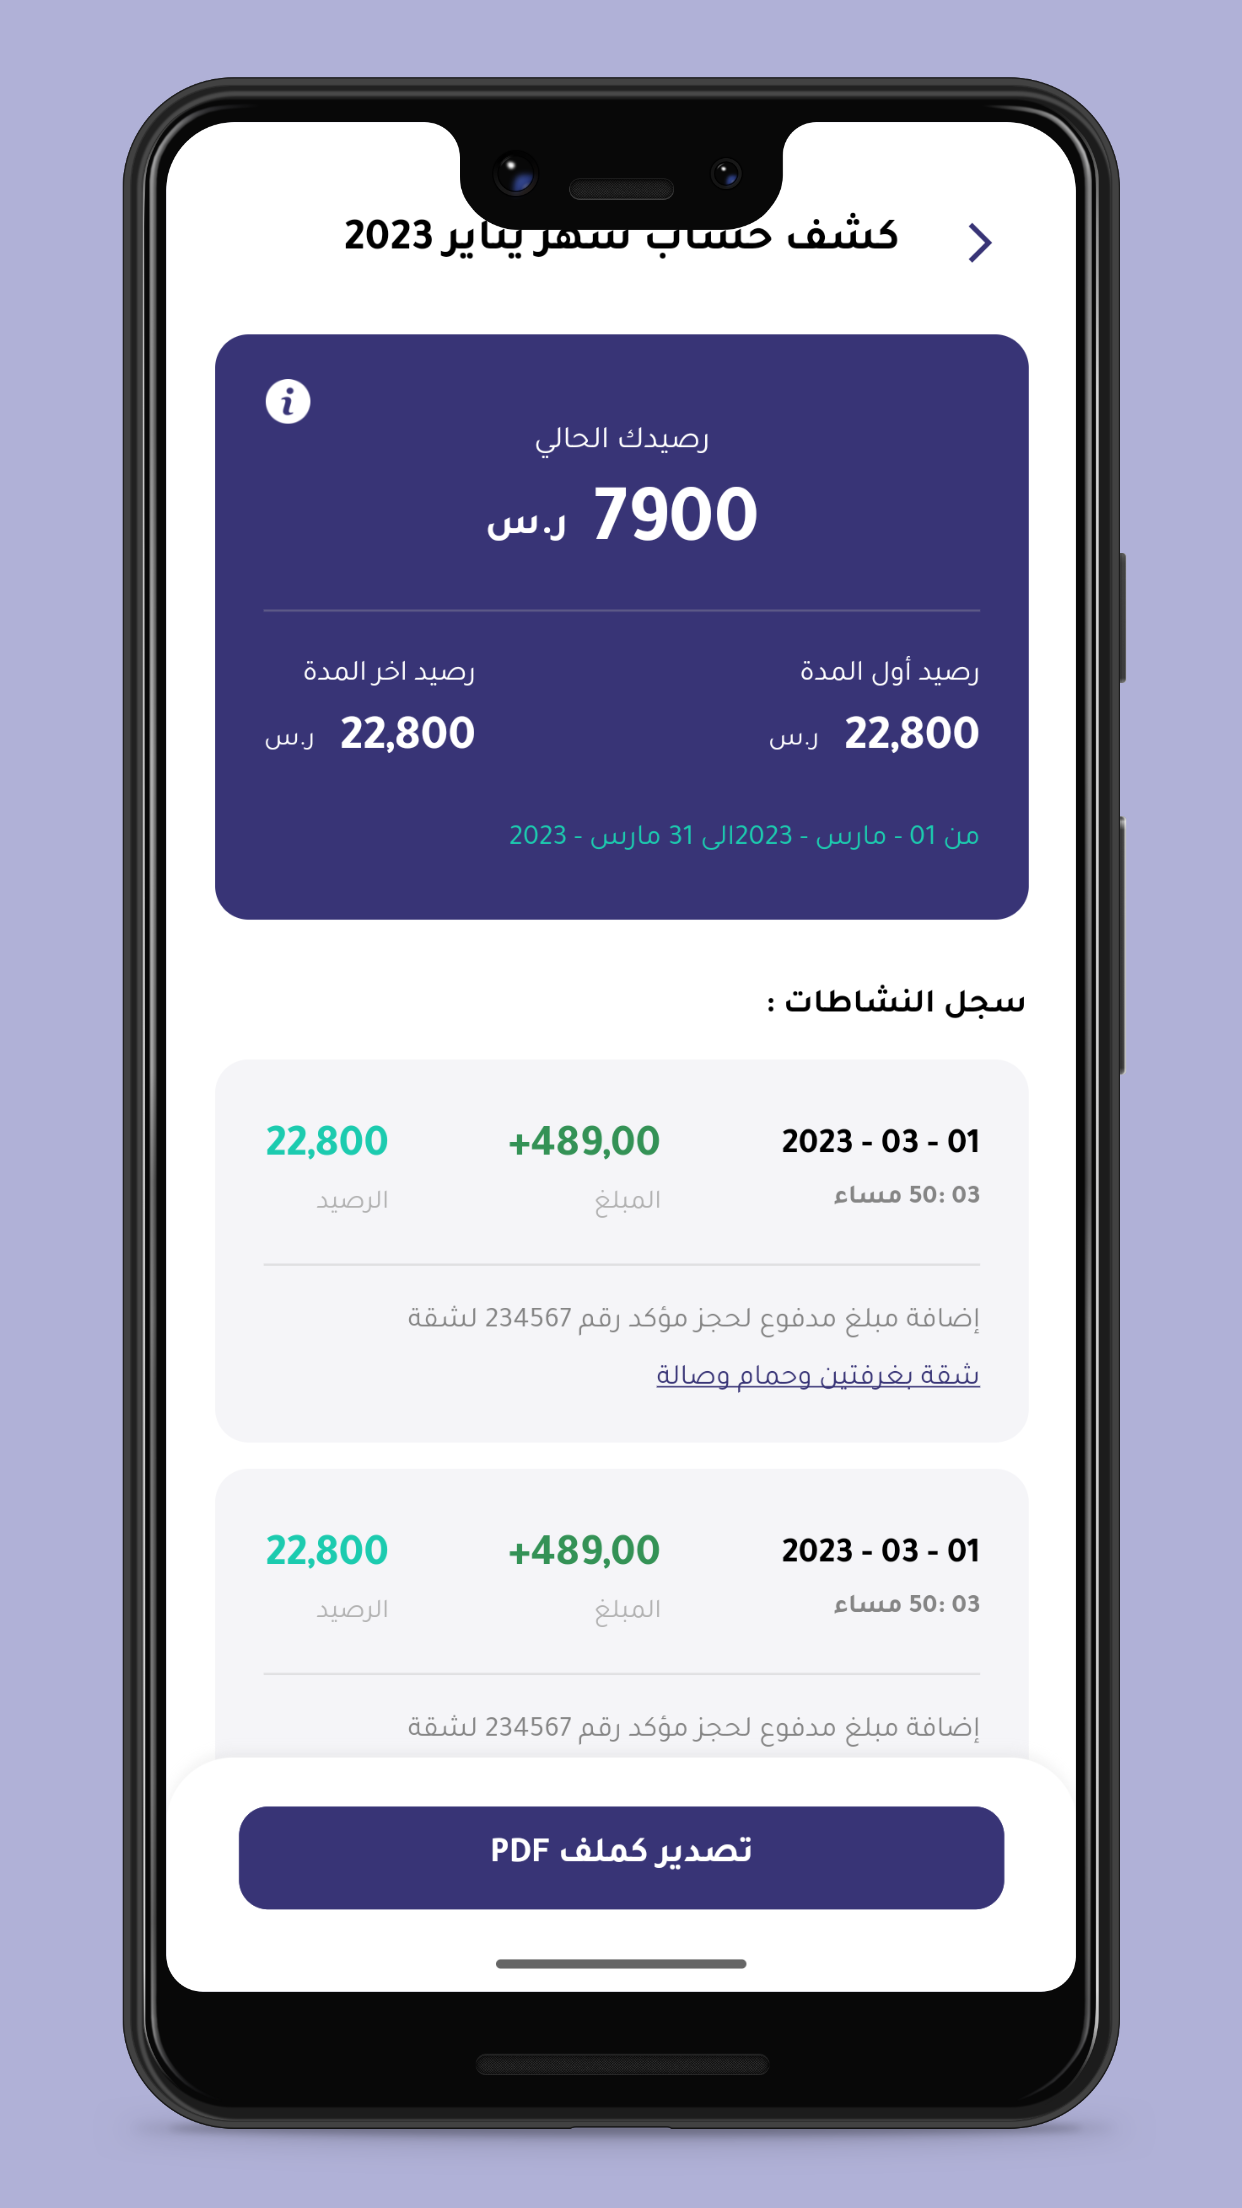 كشف حساب شهر يناير 2023
رصيدك الحالي
7900 ر.س
رصيد أول المدة
22,800 ر.س
رصيد اخر المدة
22,800 ر.س
من 01 - مارس - 2023الى 31 مارس - 2023
سجل النشاطات :
01 - 03 - 2023
03 :50 مساء
+489,00
المبلغ
22,800
الرصيد
إضافة مبلغ مدفوع لحجز مؤكد رقم 234567 لشقة
شقة بغرفتين وحمام وصالة
01 - 03 - 2023
03 :50 مساء
+489,00
المبلغ
22,800
الرصيد
إضافة مبلغ مدفوع لحجز مؤكد رقم 234567 لشقة
تصدير كملف PDF